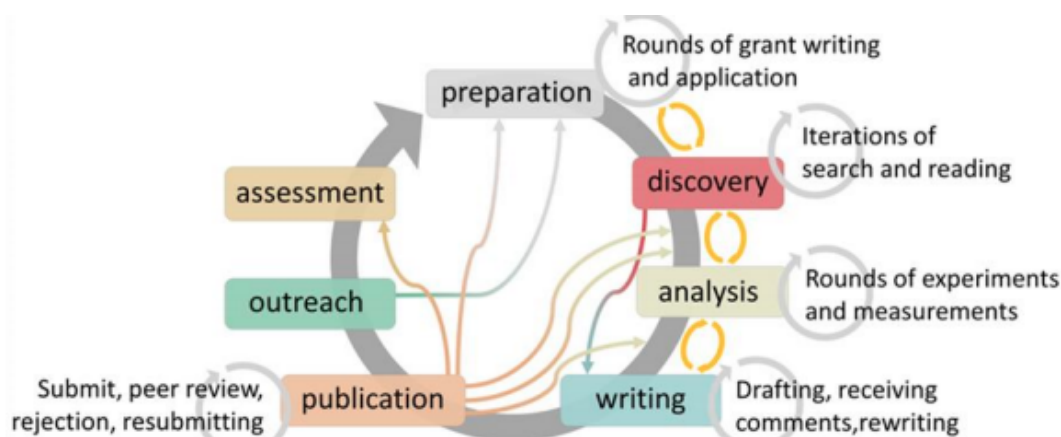 Rounds of grant writing
and application
preparation
Iterations of
search and reading
discovery
assessment
Rounds of experiments
and measurements
analysis
outreach
Submit, peer review,
rejection, resubmitting
publication
writing
Drafting, receiving
comments,rewriting